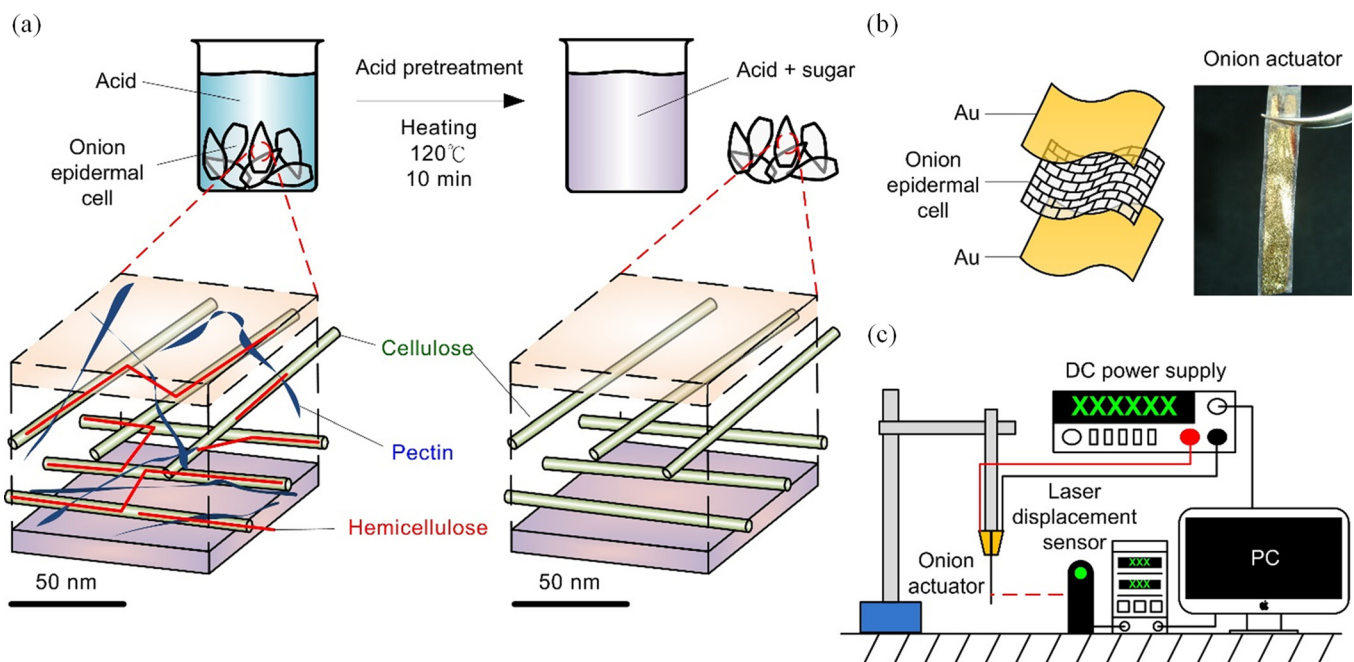 (a)
Acid
Onion
epidermal
cell
Acid pretreatment
Heating
120℃
10 min
Acid + sugar
Cellulose
Pectin
Hemicellulose
50 nm
50 nm
(b)
Onion actuator
Au
Onion
epidermal
cell
Au
(c)
DC power supply
XXXXXX
Laser
displacement
sensor
Onion
actuator
XXX
XXX
PC